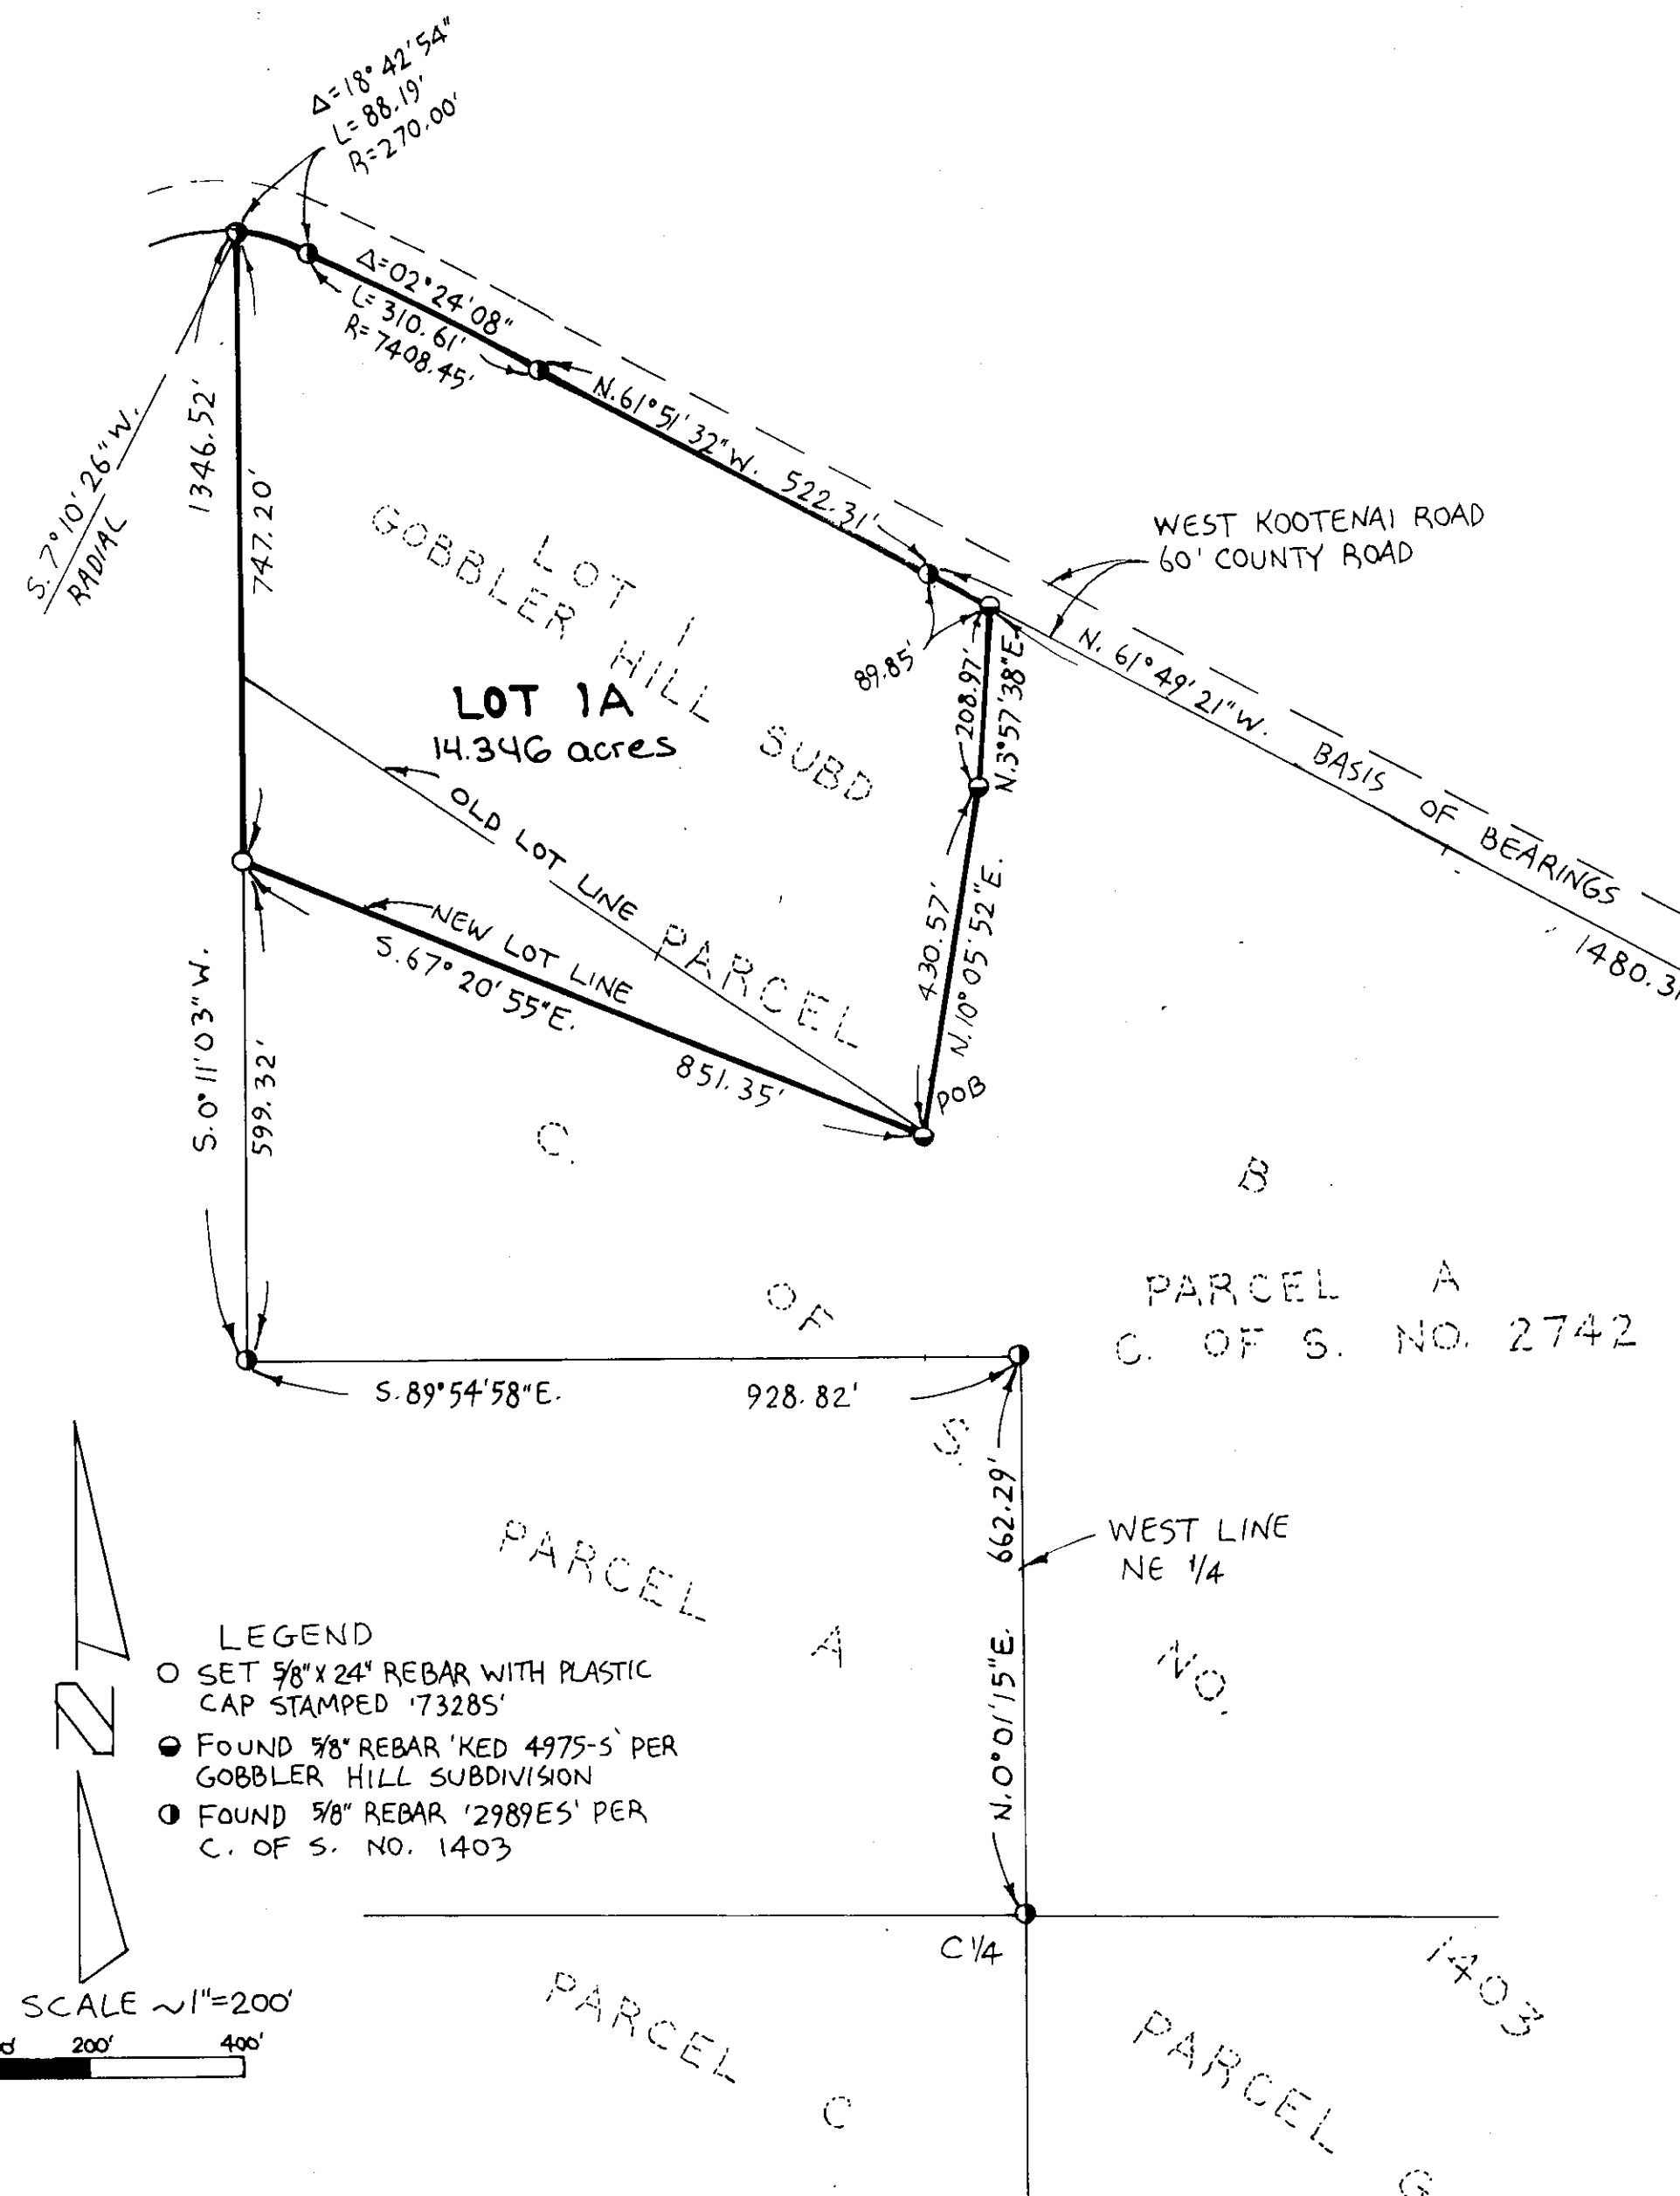 Δ=18°42'54"
L=88.19'
R=270.00'
Δ=02°24'08"
L=310.61'
R=7408.45'
N.61°51'32"W. 522.31'
S.7°10'26"W.
RADIAL
1346.52'
747.20'
LOT 1
GOBBLER HILL SUBD
WEST KOOTENAI ROAD
60' COUNTY ROAD
89.85'
208.97'
N.3°57'38"E.
N. 61°49'21"W. BASIS OF BEARINGS
LOT 1A
14.346 acres
OLD LOT LINE
NEW LOT LINE
S.67°20'55"E.
851.35'
PARCEL
430.57'
N.10°05'52"E.
POB
S.0°11'03"W.
599.32'
C.
B
OF
PARCEL A
C. OF S. NO. 2742
S.89°54'58"E. 928.82'
S.
662.29'
N.0°01'15"E.
WEST LINE
NE 1/4
PARCEL
A
NO.
N
LEGEND
SET 5/8"X24" REBAR WITH PLASTIC
CAP STAMPED '7328S'
FOUND 5/8" REBAR 'KED 4975-S' PER
GOBBLER HILL SUBDIVISION
FOUND 5/8" REBAR '2989ES' PER
C. OF S. NO. 1403
C 1/4
1403
SCALE ~1"=200'
200' 400'
PARCEL
C
PARCEL
G